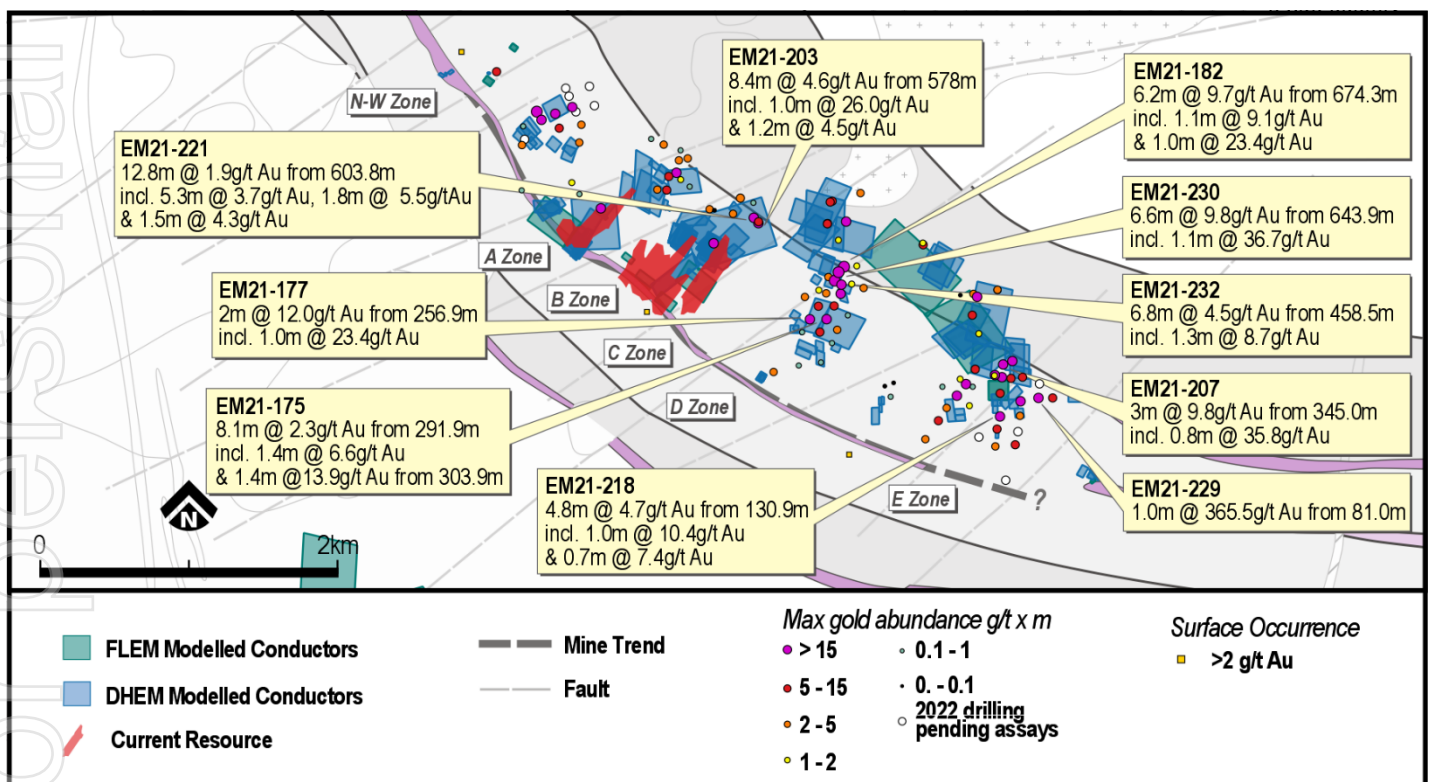 EM21-203
8.4m @ 4.6g/t Au from 578m
incl. 1.0m @ 26.0g/t Au
& 1.2m @ 4.5g/t Au
EM21-182
6.2m @ 9.7g/t Au from 674.3m
incl. 1.1m @ 9.1g/t Au
& 1.0m @ 23.4g/t Au
N-W Zone
EM21-221
12.8m @ 1.9g/t Au from 603.8m
incl. 5.3m @ 3.7g/t Au, 1.8m @ 5.5g/tAu
& 1.5m @ 4.3g/t Au
EM21-230
6.6m @ 9.8g/t Au from 643.9m
incl. 1.1m @ 36.7g/t Au
A Zone
B Zone
EM21-177
2m @ 12.0g/t Au from 256.9m
incl. 1.0m @ 23.4g/t Au
EM21-232
6.8m @ 4.5g/t Au from 458.5m
incl. 1.3m @ 8.7g/t Au
C Zone
D Zone
EM21-175
8.1m @ 2.3g/t Au from 291.9m
incl. 1.4m @ 6.6g/t Au
& 1.4m @13.9g/t Au from 303.9m
EM21-207
3m @ 9.8g/t Au from 345.0m
incl. 0.8m @ 35.8g/t Au
EM21-218
4.8m @ 4.7g/t Au from 130.9m
incl. 1.0m @ 10.4g/t Au
& 0.7m @ 7.4g/t Au
E Zone
?
EM21-229
1.0m @ 365.5g/t Au from 81.0m
N
0
2km
FLEM Modelled Conductors
DHEM Modelled Conductors
Current Resource
Mine Trend
Fault
Max gold abundance g/t x m
> 15
5 - 15
2 - 5
1 - 2
0.1 - 1
0. - 0.1
2022 drilling
pending assays
Surface Occurrence
>2 g/t Au
or personal